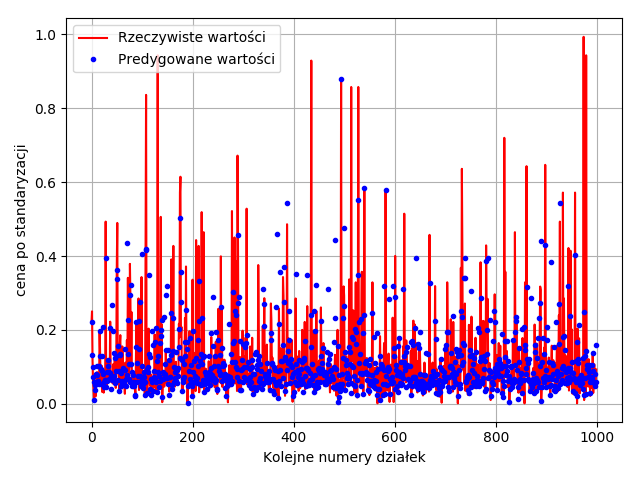 Rzeczywiste wartości
Predygowane wartości
cena po standaryzacji
1.0
0.8
0.6
0.4
0.2
0.0
0 200 400 600 800 1000
Kolejne numery działek